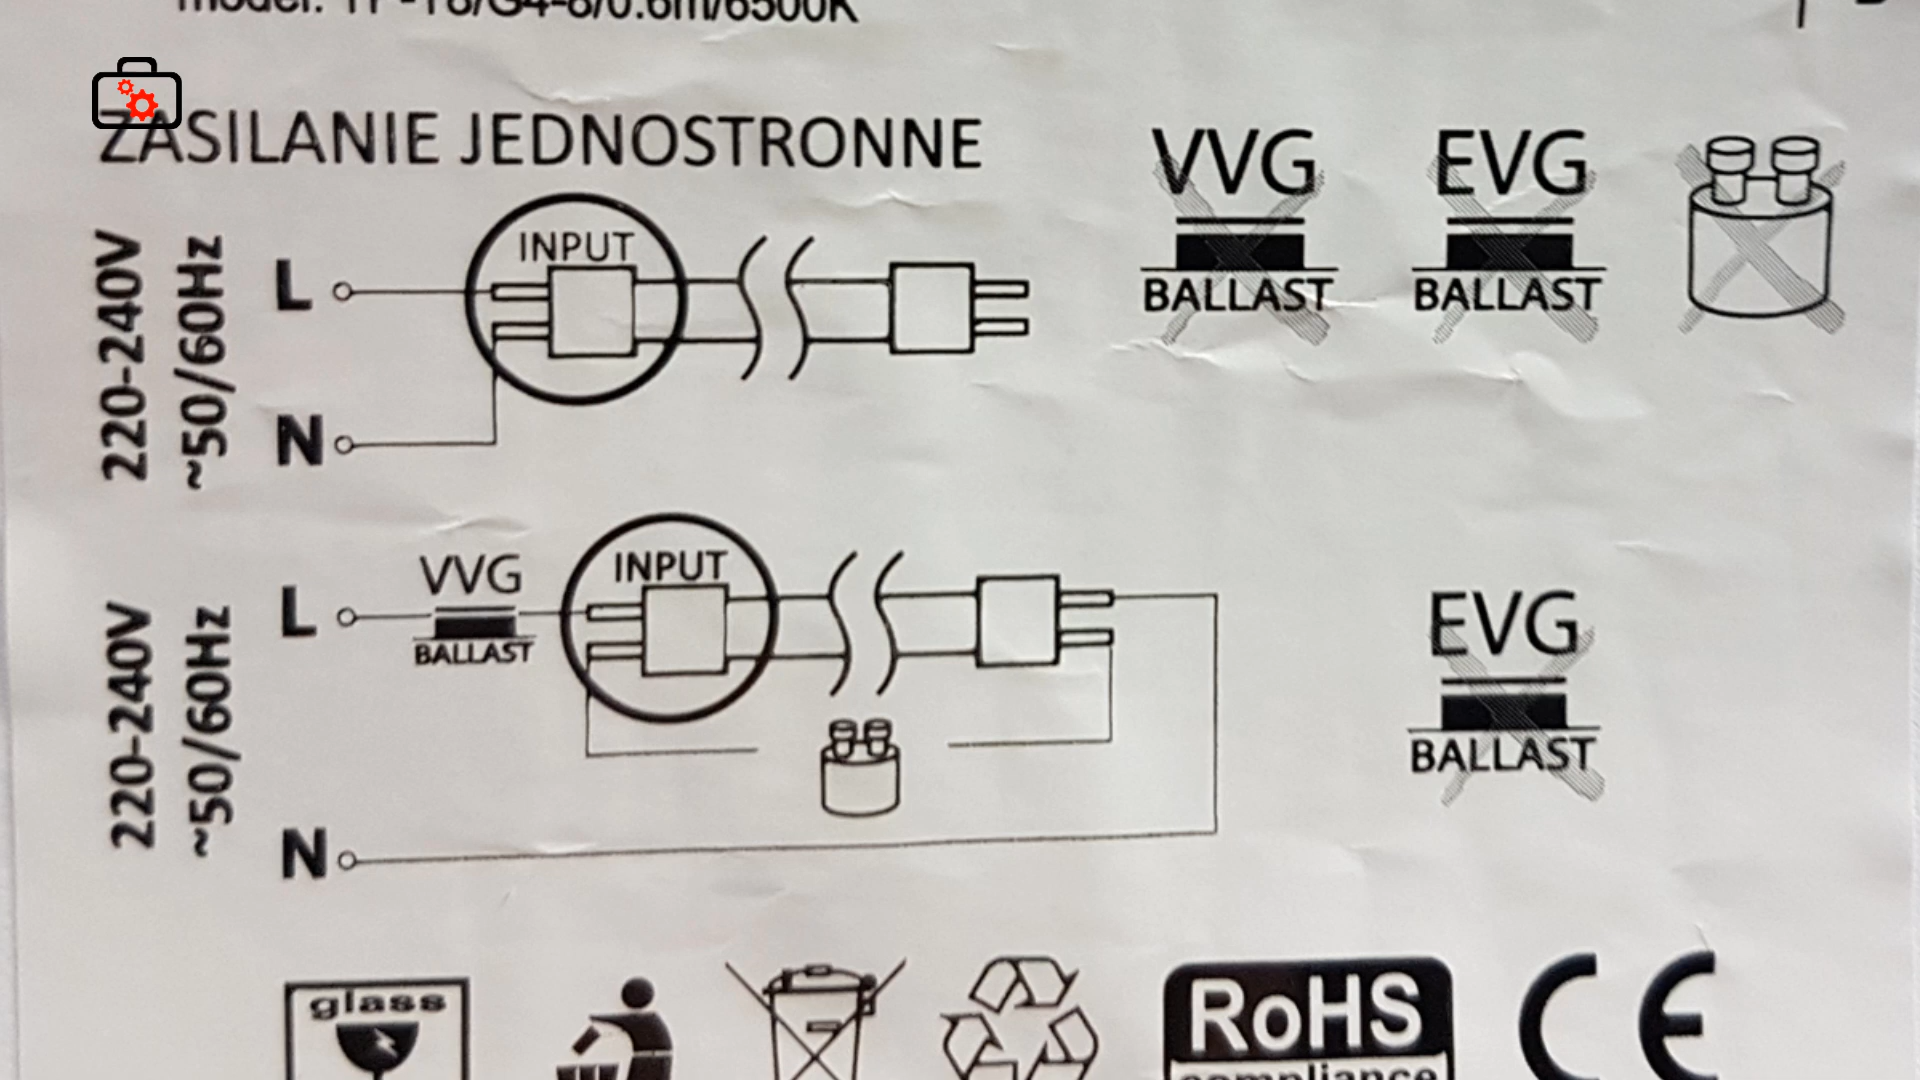 ZASILANIE JEDNOSTRONNE
VVG
BALLAST
EVG
BALLAST
220-240V
~50/60Hz
L
N
INPUT
220-240V
~50/60Hz
L
N
VVG
BALLAST
INPUT
EVG
BALLAST
glass
RoHS
compliance
CE